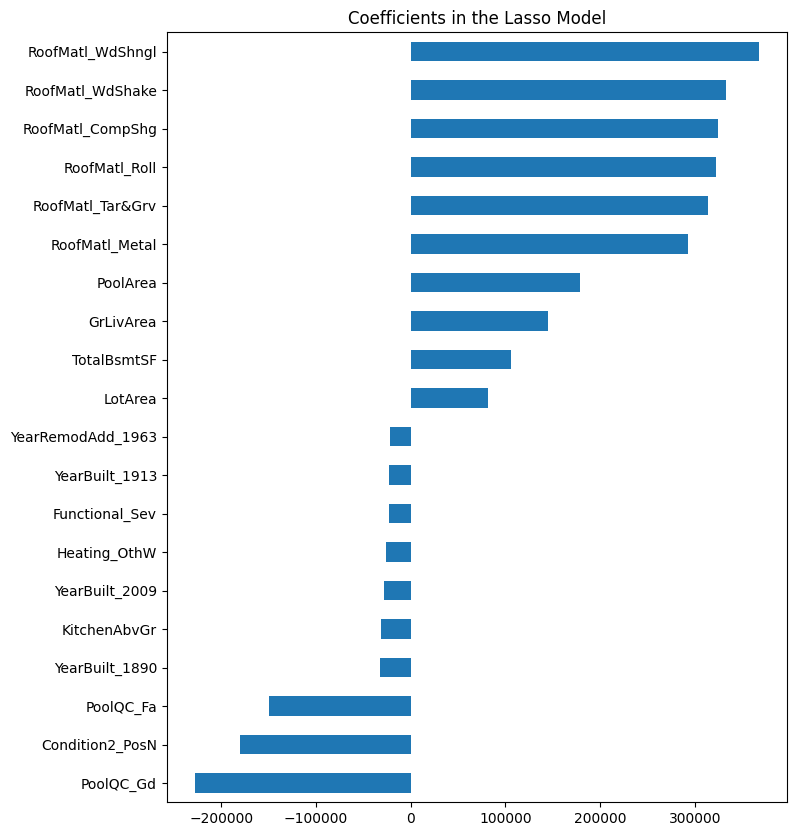 Coefficients in the Lasso Model
RoofMatl_WdShngl
RoofMatl_WdShake
RoofMatl_CompShg
RoofMatl_Roll
RoofMatl_Tar&Grv
RoofMatl_Metal
PoolArea
GrLivArea
TotalBsmtSF
LotArea
YearRemodAdd_1963
YearBuilt_1913
Functional_Sev
Heating_OthW
YearBuilt_2009
KitchenAbvGr
YearBuilt_1890
PoolQC_Fa
Condition2_PosN
PoolQC_Gd
−200000 −100000 0 100000 200000 300000